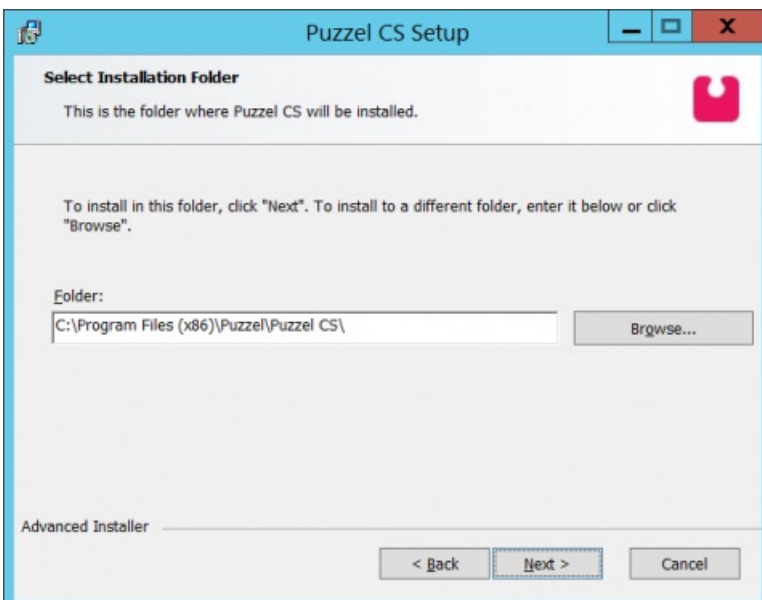 Puzzel CS Setup
Select Installation Folder
This is the folder where Puzzel CS will be installed.
To install in this folder, click "Next". To install to a different folder, enter it below or click
"Browse".
Folder:
C:\Program Files (x86)\Puzzel\Puzzel CS\
Browse...
Advanced Installer
< Back
Next >
Cancel